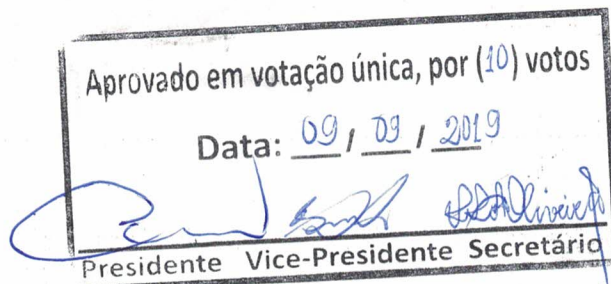 Aprovado em votação única, por (10) votos
Data: 09 / 09 / 2019
Presidente Vice-Presidente Secretário